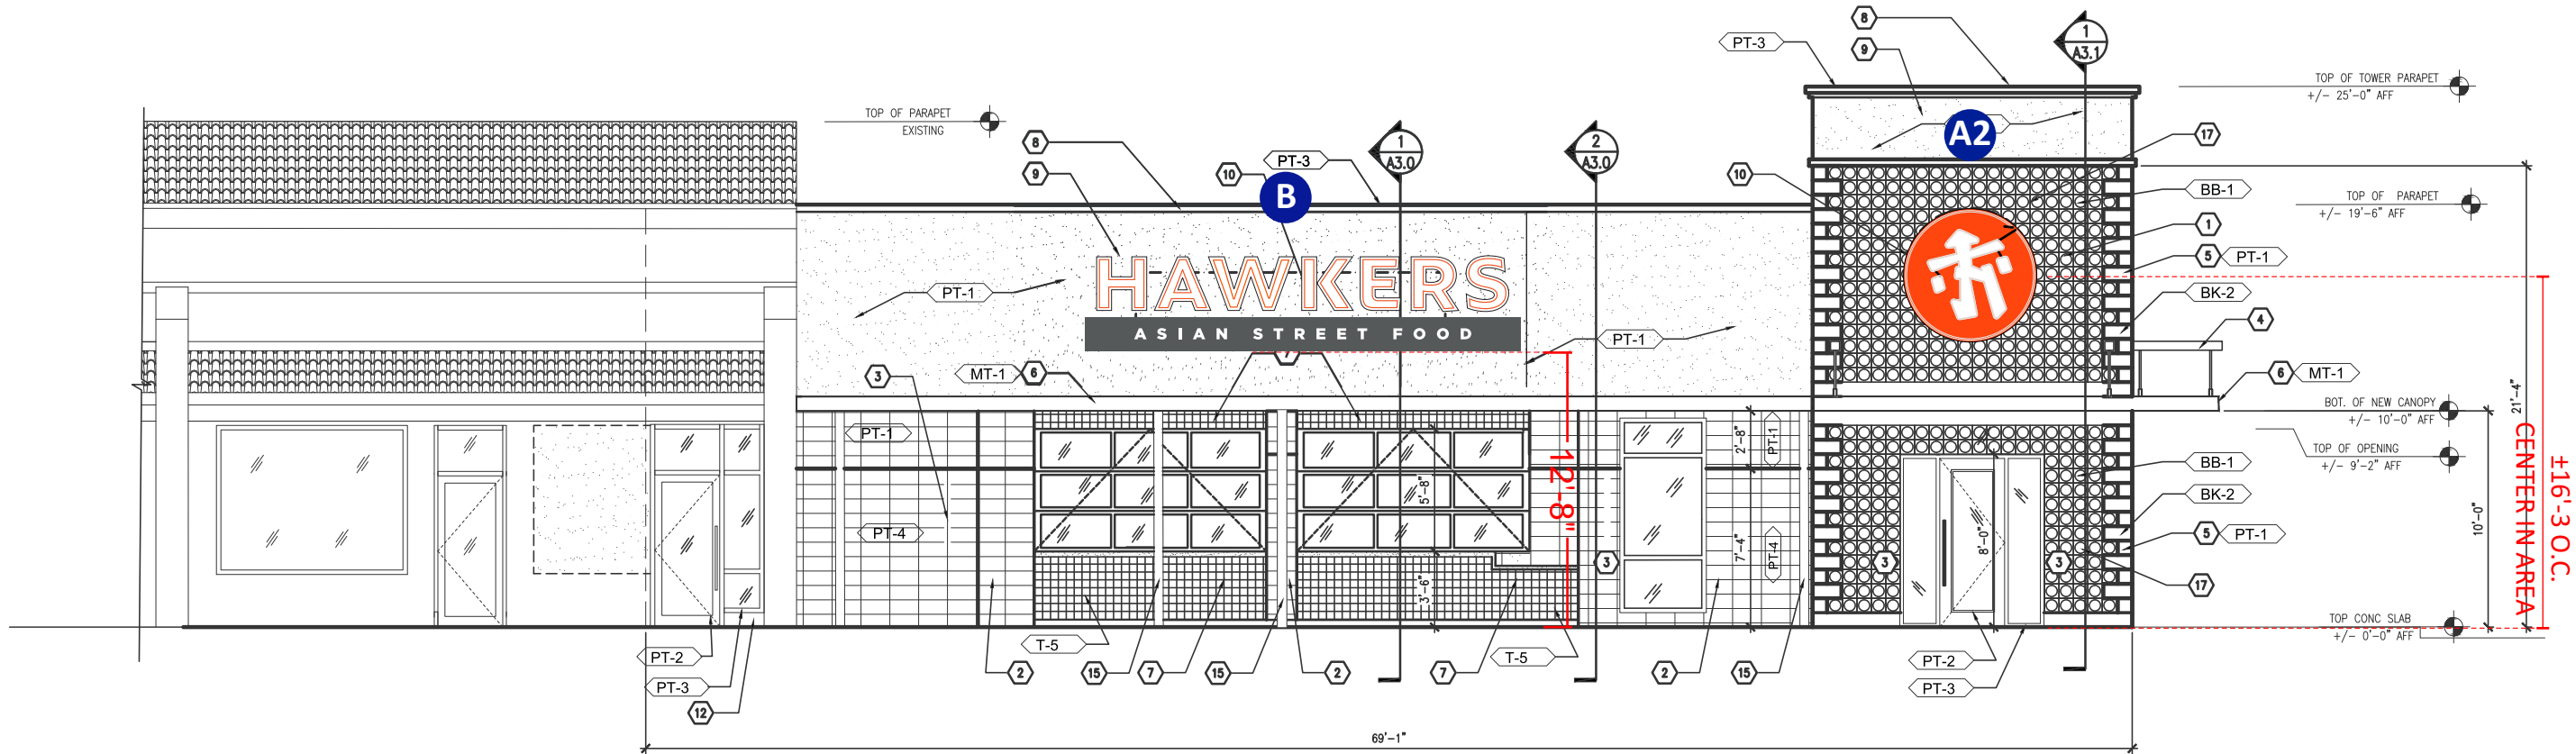 8
PT-3
9
1
A3.1
TOP OF TOWER PARAPET
+/- 25'-0" AFF
TOP OF PARAPET
EXISTING
A2
17
8
1
A3.0
2
A3.0
PT-3
9
10
10
B
BB-1
TOP OF PARAPET
+/- 19'-6" AFF
1
5
PT-1
HAWKERS
ASIAN STREET FOOD
PT-1
BK-2
4
PT-1
3
MT-1
6
6
MT-1
21'-4"
BOT. OF NEW CANOPY
+/- 10'-0" AFF
CENTER IN AREA
±16'-3 O.C.
PT-1
2'-8"
PT-1
TOP OF OPENING
+/- 9'-2" AFF
BB-1
5'-8"
12'-8"
BK-2
10'-0"
PT-4
7'-4"
PT-4
8'-0"
5
PT-1
3
3
3
3'-6"
17
TOP CONC SLAB
+/- 0'-0" AFF
T-5
T-5
PT-2
PT-2
2
15
7
15
2
7
2
15
PT-3
PT-3
12
69'-1"